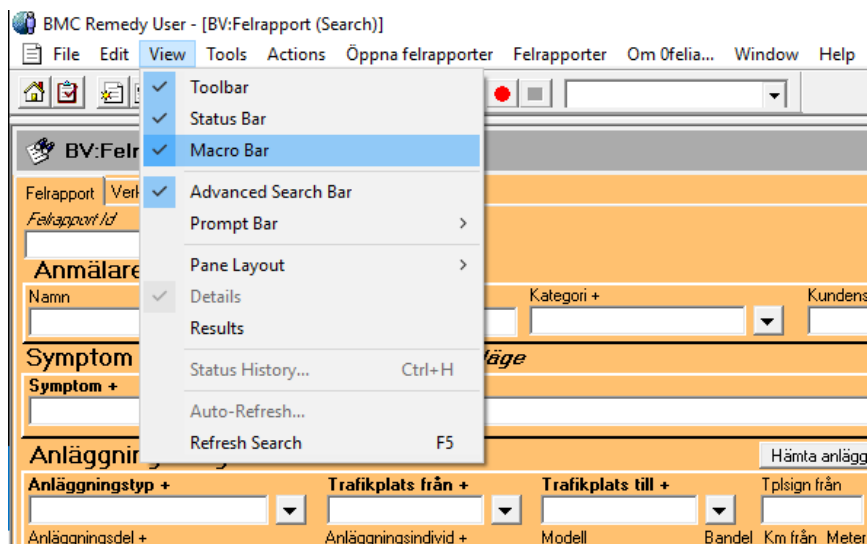 BMC Remedy User - [BV:Felrapport (Search)]
File Edit View Tools Actions Öppna felrapporter Felrapporter Om 0felia... Window Help
Toolbar
Status Bar
Macro Bar
Advanced Search Bar
Prompt Bar
Pane Layout
Details
Results
Status History... Ctrl+H
Auto-Refresh...
Refresh Search F5
BV:Felr
Felrapport Verk
Felrapport Id
Anmälare
Namn Kategori + Kundens
Symptom äge
Symptom +
Anläggnin Hämta anlägg
Anläggningstyp + Trafikplats från + Trafikplats till + Tplsign från
Anläggningsdel + Anläggningsindivid + Modell Bandel Km från Meter